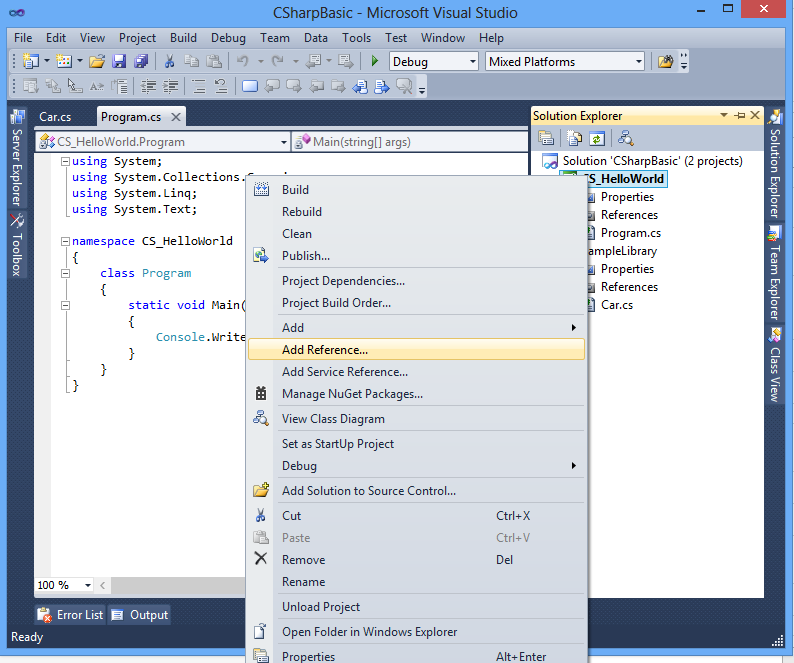 CSharpBasic - Microsoft Visual Studio
File Edit View Project Build Debug Team Data Tools Test Window Help
Debug Mixed Platforms
Car.cs Program.cs
CS_HelloWorld.Program Main(string[] args)
using System;
using System.Collections.
using System.Linq;
using System.Text;
namespace CS_HelloWorld
{
class Program
{
static void Main(
{
Console.Write
}
}
}
100 %
Error List Output
Ready
Server Explorer
Toolbox
Build
Rebuild
Clean
Publish...
Project Dependencies...
Project Build Order...
Add
Add Reference...
Add Service Reference...
Manage NuGet Packages...
View Class Diagram
Set as StartUp Project
Debug
Add Solution to Source Control...
Cut Ctrl+X
Paste Ctrl+V
Remove Del
Rename
Unload Project
Open Folder in Windows Explorer
Properties Alt+Enter
Solution Explorer
Solution 'CSharpBasic' (2 projects)
CS_HelloWorld
Properties
References
Program.cs
ampleLibrary
Properties
References
Car.cs
Solution Explorer
Team Explorer
Class View